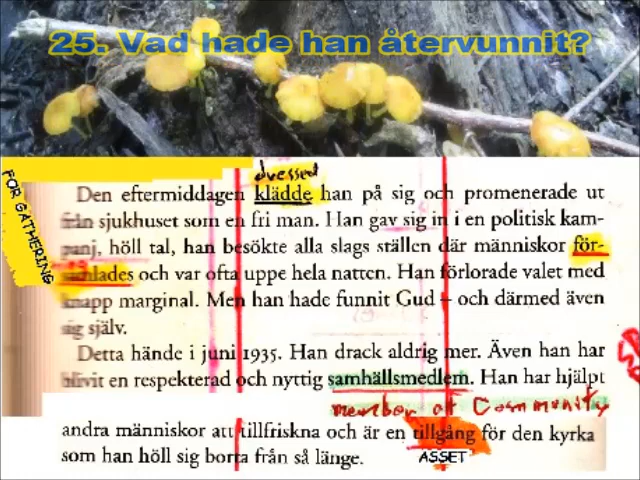 25. Vad hade han återvunnit?
dressed
FOR GATHERING
Den eftermiddagen klädde han på sig och promenerade ut
från sjukhuset som en fri man. Han gav sig in i en politisk kam-
panj, höll tal, han besökte alla slags ställen där människor för-
samlades och var ofta uppe hela natten. Han förlorade valet med
knapp marginal. Men han hade funnit Gud – och därmed även
sig själv.
Detta hände i juni 1935. Han drack aldrig mer. Även han har
blivit en respekterad och nyttig samhällsmedlem. Han har hjälpt
member of Community
andra människor att tillfriskna och är en tillgång för den kyrka
som han höll sig borta från så länge.
ASSET